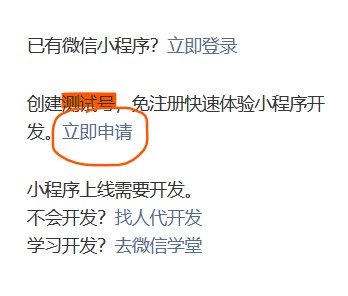 已有微信小程序？立即登录
创建测试号，免注册快速体验小程序开
发。立即申请
小程序上线需要开发。
不会开发？找人代开发
学习开发？去微信学堂